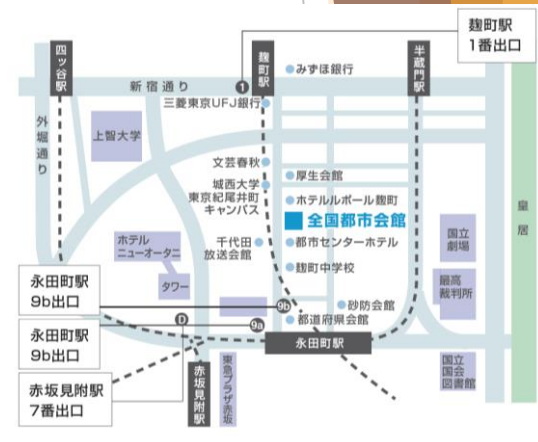 麹町駅
1番出口
四ッ谷駅
麹町駅
半蔵門駅
みずほ銀行
新宿通り
1
三菱東京UFJ銀行
外堀通り
上智大学
文芸春秋
厚生会館
城西大学
東京紀尾井町
キャンパス
ホテルルポール麹町
全国都市会館
皇居
国立
劇場
ホテル
ニューオータニ
千代田
放送会館
都市センターホテル
麹町中学校
永田町駅
9b出口
タワー
最高
裁判所
9b
砂防会館
D
9a
都道府県会館
永田町駅
9b出口
永田町駅
赤坂見附駅
東急プラザ赤坂
国立
国会
図書館
赤坂見附駅
7番出口